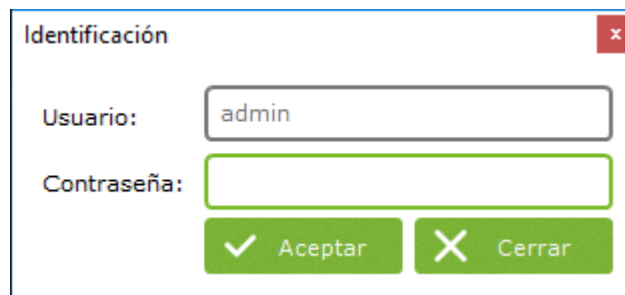 Identificación
x
Usuario: admin
Contraseña:
Aceptar Cerrar